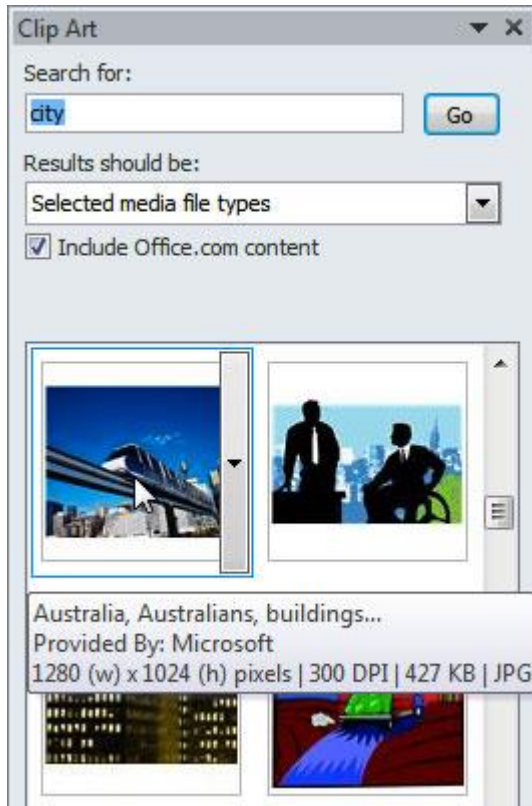 Clip Art
Search for:
city
Go
Results should be:
Selected media file types
Include Office.com content
Australia, Australians, buildings...
Provided By: Microsoft
1280 (w) x 1024 (h) pixels | 300 DPI | 427 KB | JPG